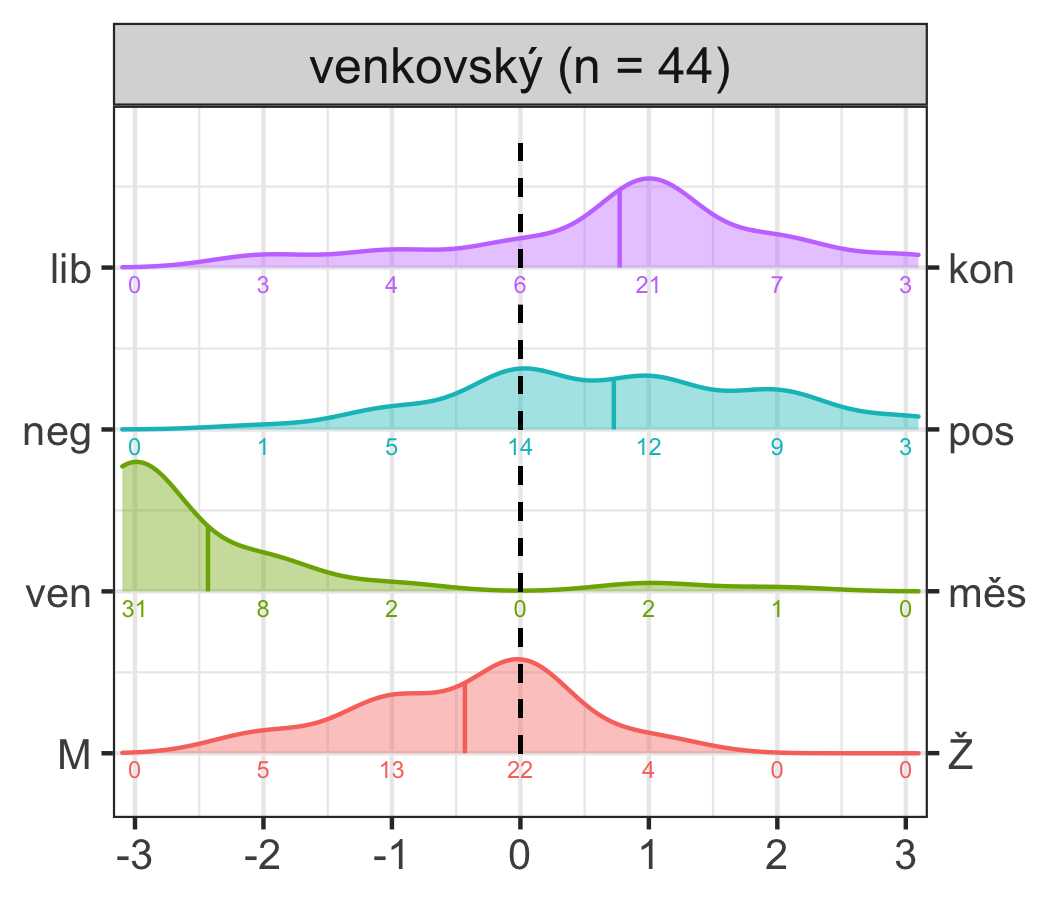 venkovský (n = 44)
lib kon
0 3 4 6 21 7 3
neg pos
0 1 5 14 12 9 3
ven měs
31 8 2 0 2 1 0
M Ž
0 5 13 22 4 0 0
-3 -2 -1 0 1 2 3